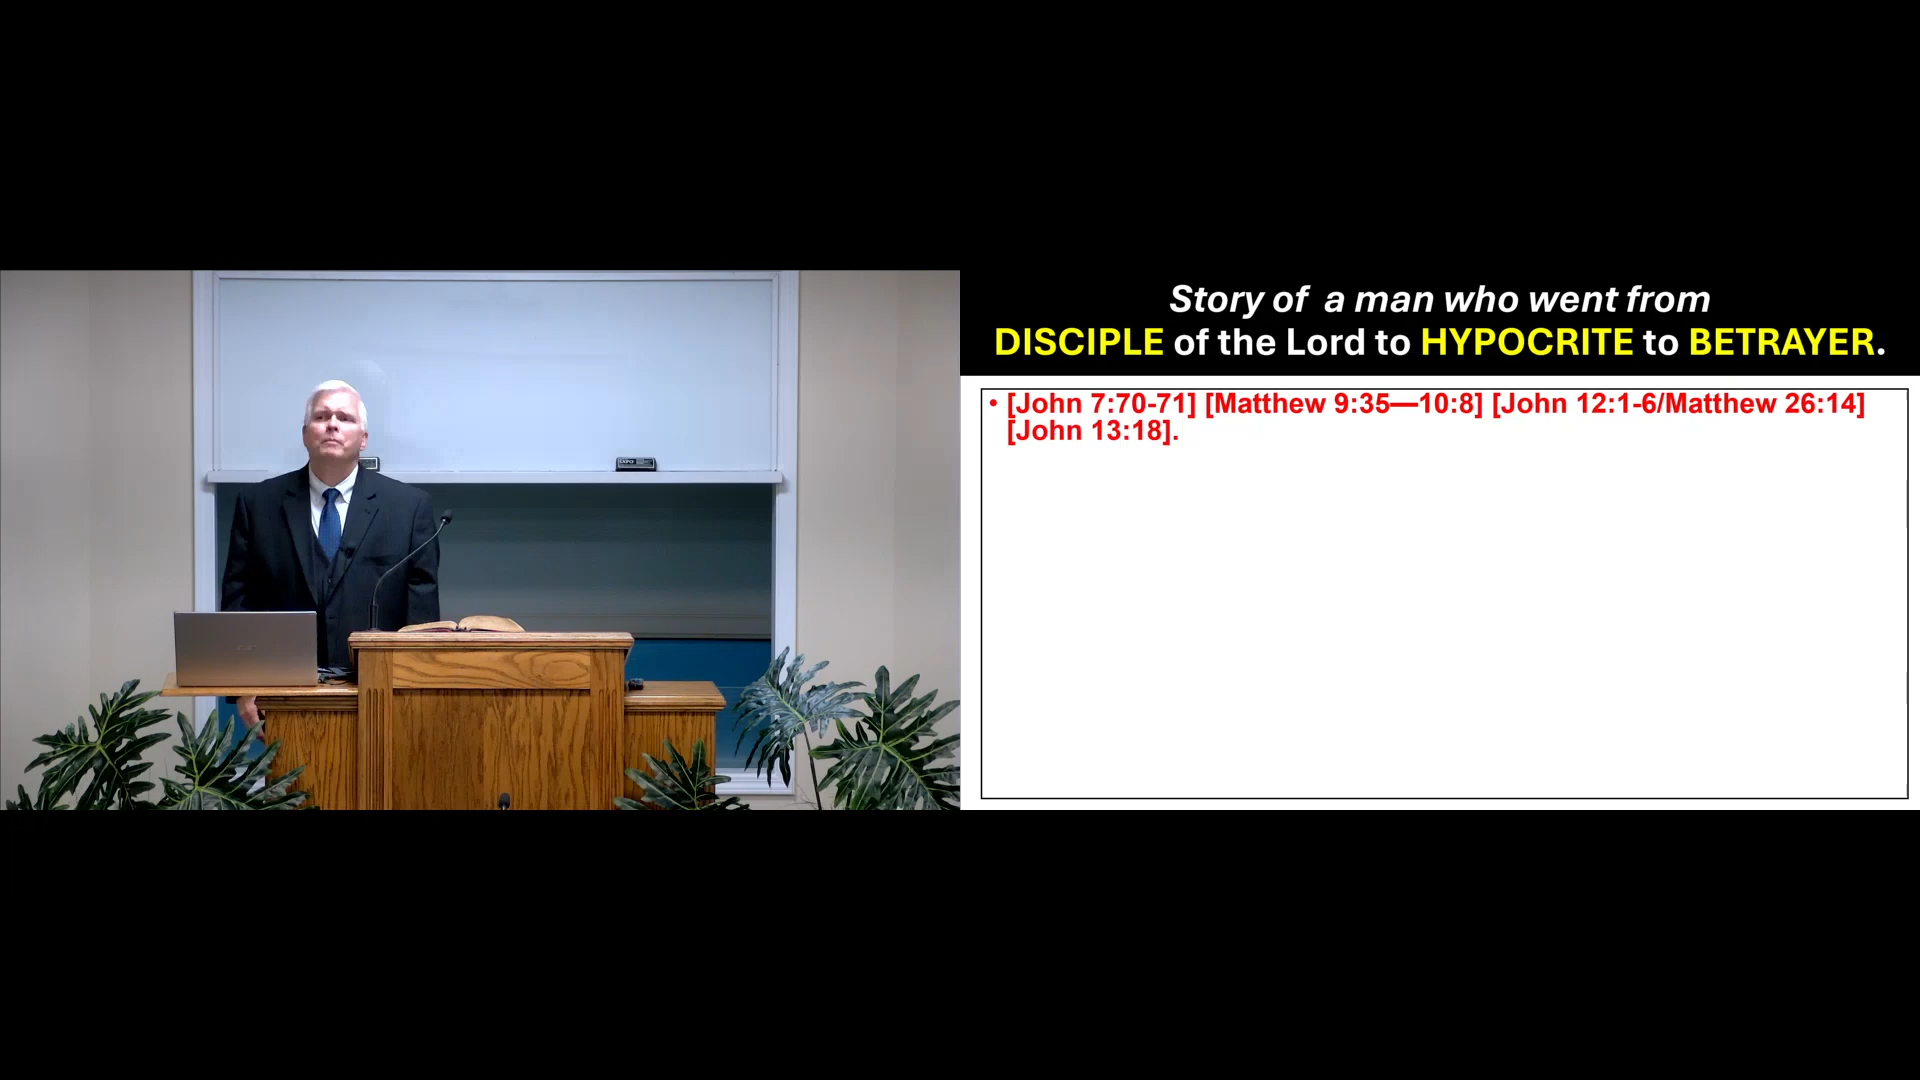 Story of a man who went from
DISCIPLE of the Lord to HYPOCRITE to BETRAYER.
• [John 7:70-71] [Matthew 9:35—10:8] [John 12:1-6/Matthew 26:14]
[John 13:18].
EXPO